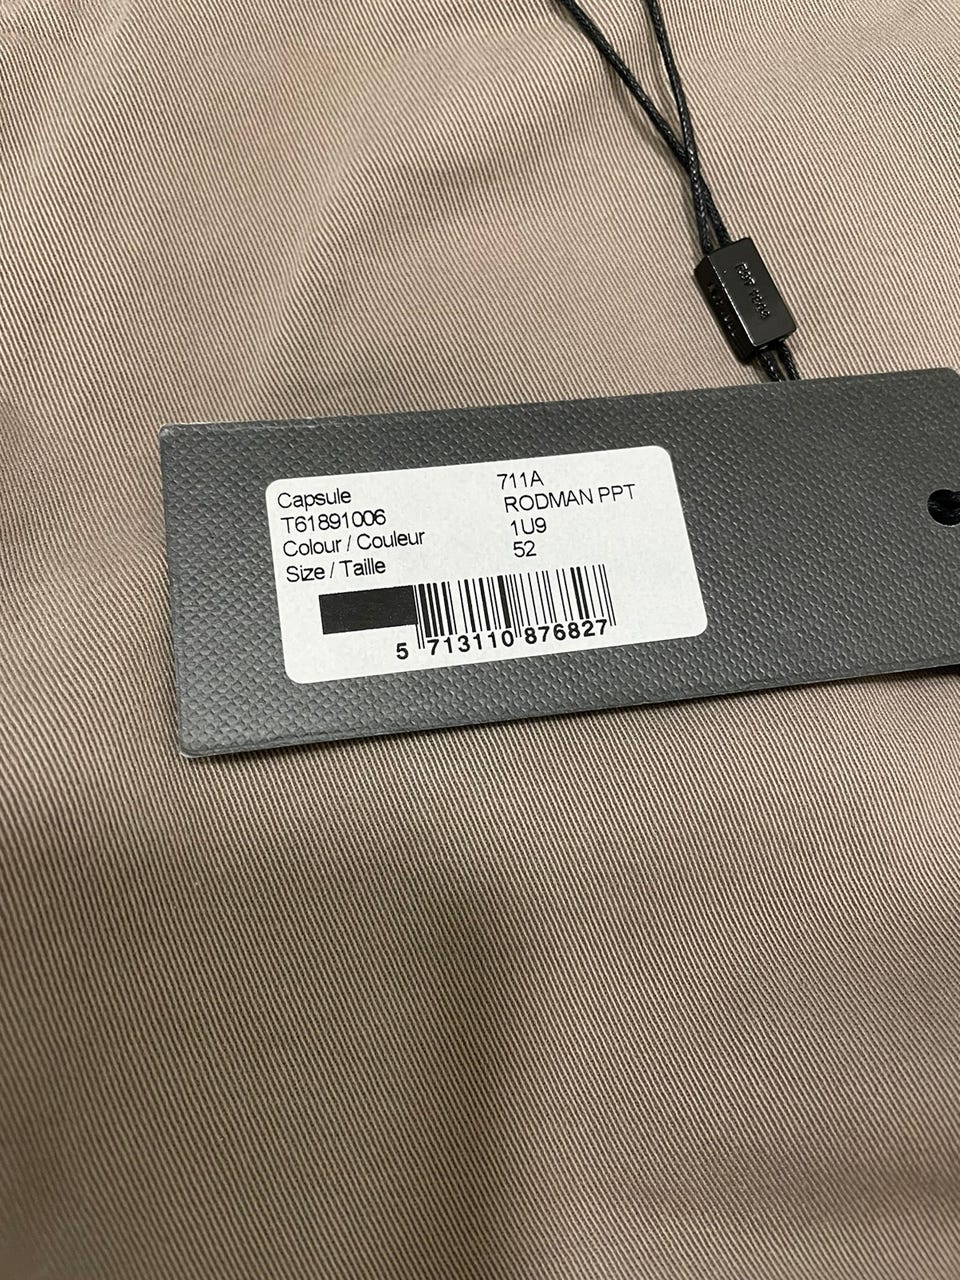 Capsule 711A
T61891006 RODMAN PPT
Colour / Couleur 1U9
Size / Taille 52
5 713110 876827